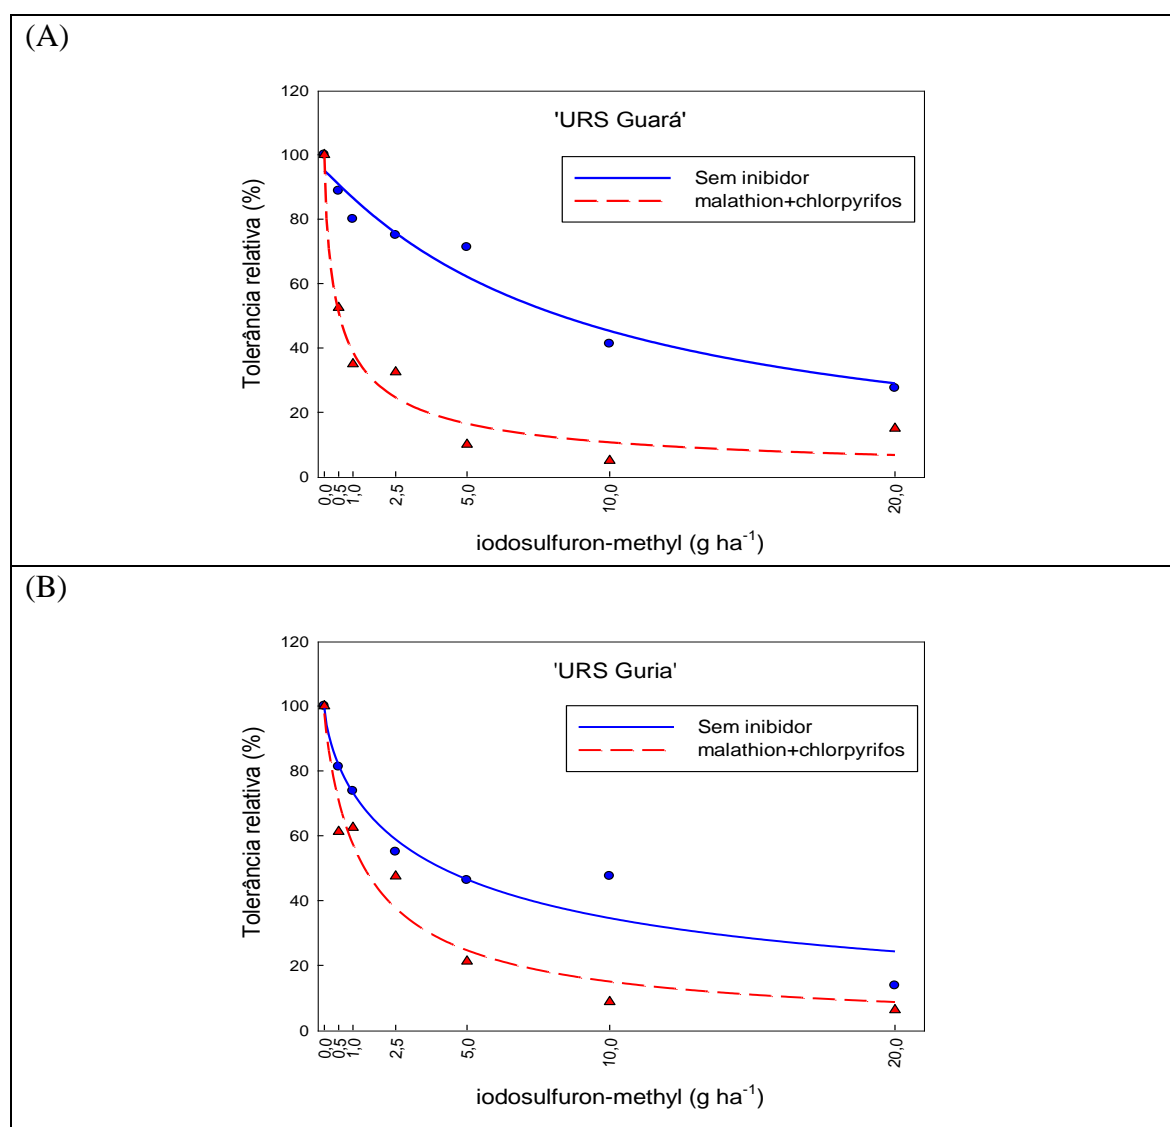 (A)
120
100
80
60
40
20
0
Tolerância relativa (%)
'URS Guará'
Sem inibidor
malathion+chlorpyrifos
0,0
0,5
1,0
2,5
5,0
10,0
20,0
iodosulfuron-methyl (g ha⁻¹)
(B)
120
100
80
60
40
20
0
Tolerância relativa (%)
'URS Guria'
Sem inibidor
malathion+chlorpyrifos
0,0
0,5
1,0
2,5
5,0
10,0
20,0
iodosulfuron-methyl (g ha⁻¹)